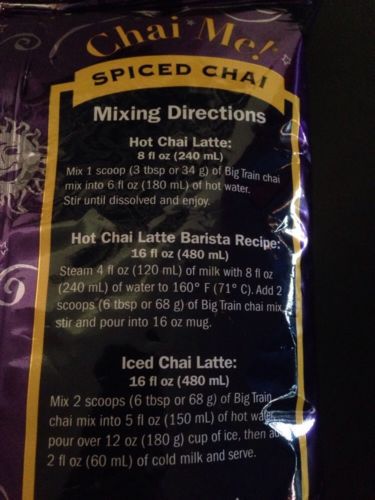 Chai Me!
SPICED CHAI
Mixing Directions
Hot Chai Latte:
8 fl oz (240 mL)
Mix 1 scoop (3 tbsp or 34 g) of Big Train chai
mix into 6 fl oz (180 mL) of hot water.
Stir until dissolved and enjoy.
Hot Chai Latte Barista Recipe:
16 fl oz (480 mL)
Steam 4 fl oz (120 mL) of milk with 8 fl oz
(240 mL) of water to 160° F (71° C). Add 2
scoops (6 tbsp or 68 g) of Big Train chai mix,
stir and pour into 16 oz mug.
Iced Chai Latte:
16 fl oz (480 mL)
Mix 2 scoops (6 tbsp or 68 g) of Big Train
chai mix into 5 fl oz (150 mL) of hot water,
pour over 12 oz (180 g) cup of ice, then
2 fl oz (60 mL) of cold milk and serve.